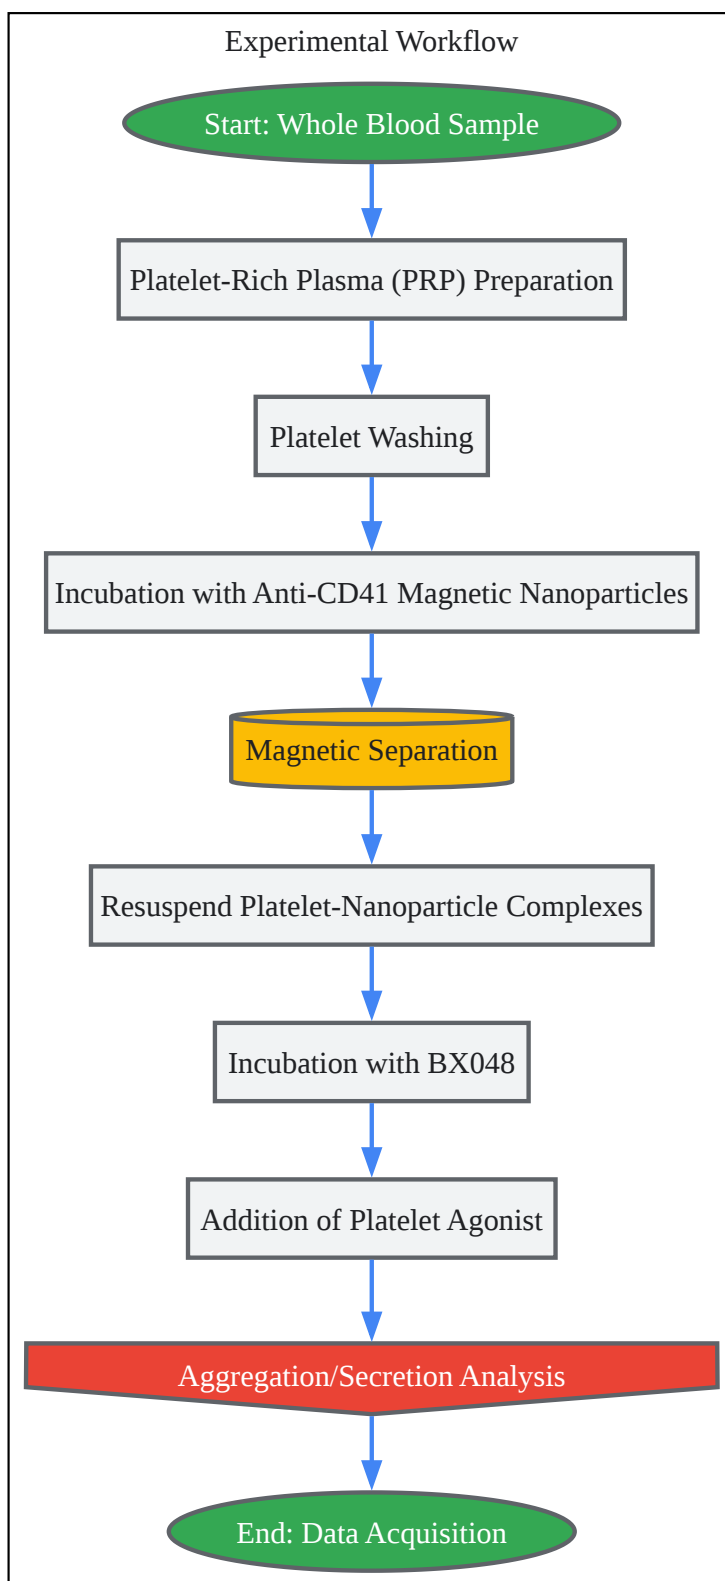 Experimental Workflow
Start: Whole Blood Sample
Platelet-Rich Plasma (PRP) Preparation
Platelet Washing
Incubation with Anti-CD41 Magnetic Nanoparticles
Magnetic Separation
Resuspend Platelet-Nanoparticle Complexes
Incubation with BX048
Addition of Platelet Agonist
Aggregation/Secretion Analysis
End: Data Acquisition